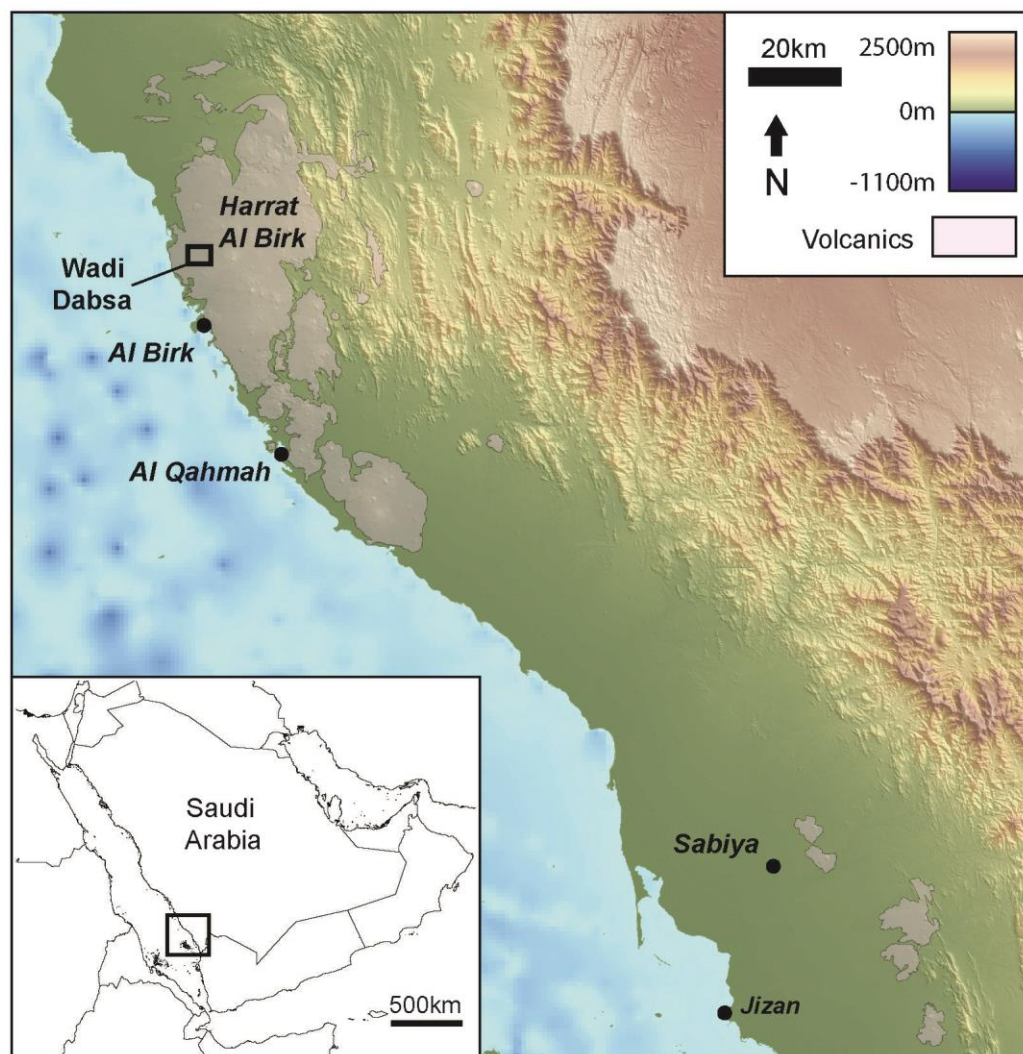 20km
N
2500m
0m
-1100m
Volcanics
Harrat
Al Birk
Wadi
Dabsa
Al Birk
Al Qahmah
Sabiya
Jizan
Saudi
Arabia
500km